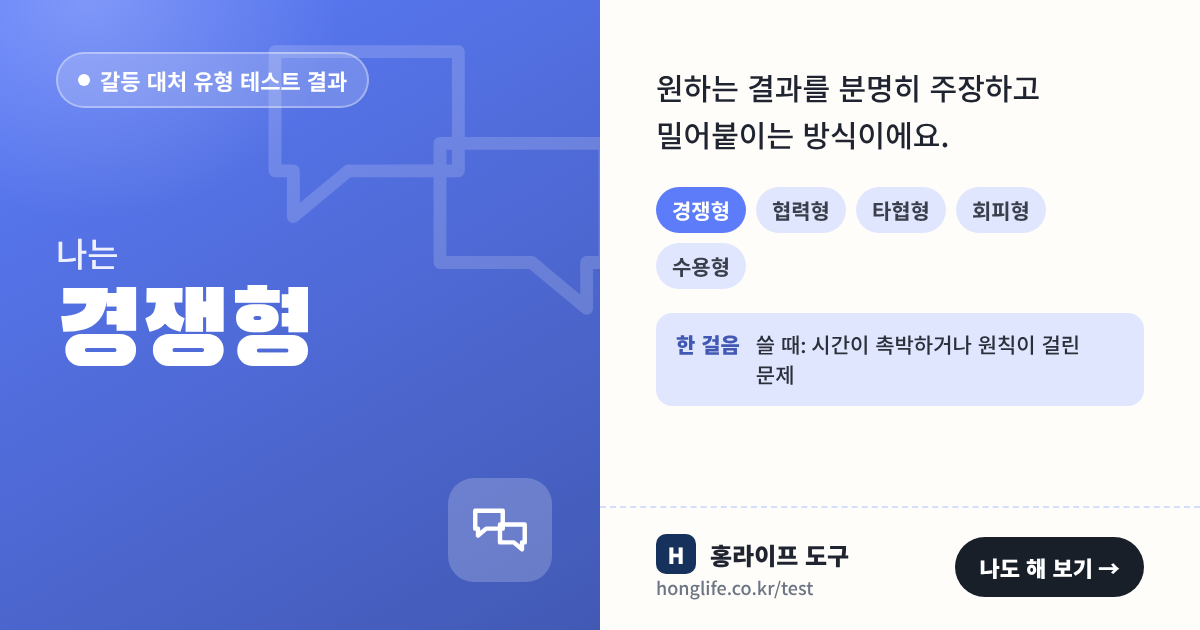 갈등 대처 유형 테스트 결과
나는
경쟁형
원하는 결과를 분명히 주장하고
밀어붙이는 방식이에요.
경쟁형 협력형 타협형 회피형
수용형
한 걸음 쓸 때: 시간이 촉박하거나 원칙이 걸린
문제
H 홍라이프 도구
honglife.co.kr/test
나도 해 보기 →